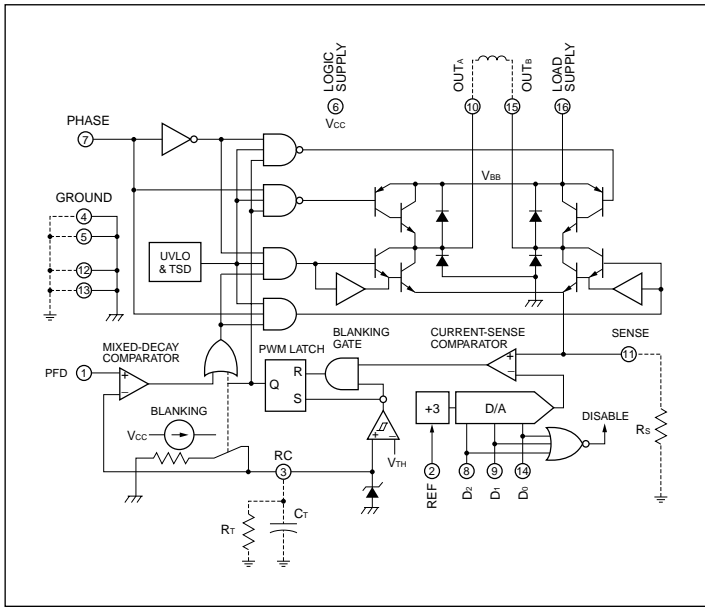 LOGIC
SUPPLY
6
VCC
OUTA
10
OUTB
15
LOAD
SUPPLY
16
PHASE
7
GROUND
4
5
12
13
VBB
UVLO
& TSD
MIXED-DECAY
COMPARATOR
PFD
1
+
–
PWM LATCH
Q
R
S
BLANKING
GATE
CURRENT-SENSE
COMPARATOR
+
–
SENSE
11
RS
BLANKING
VCC
RC
3
CT
RT
+
–
VTH
+3
D/A
DISABLE
2
REF
8
D2
9
D1
14
D0